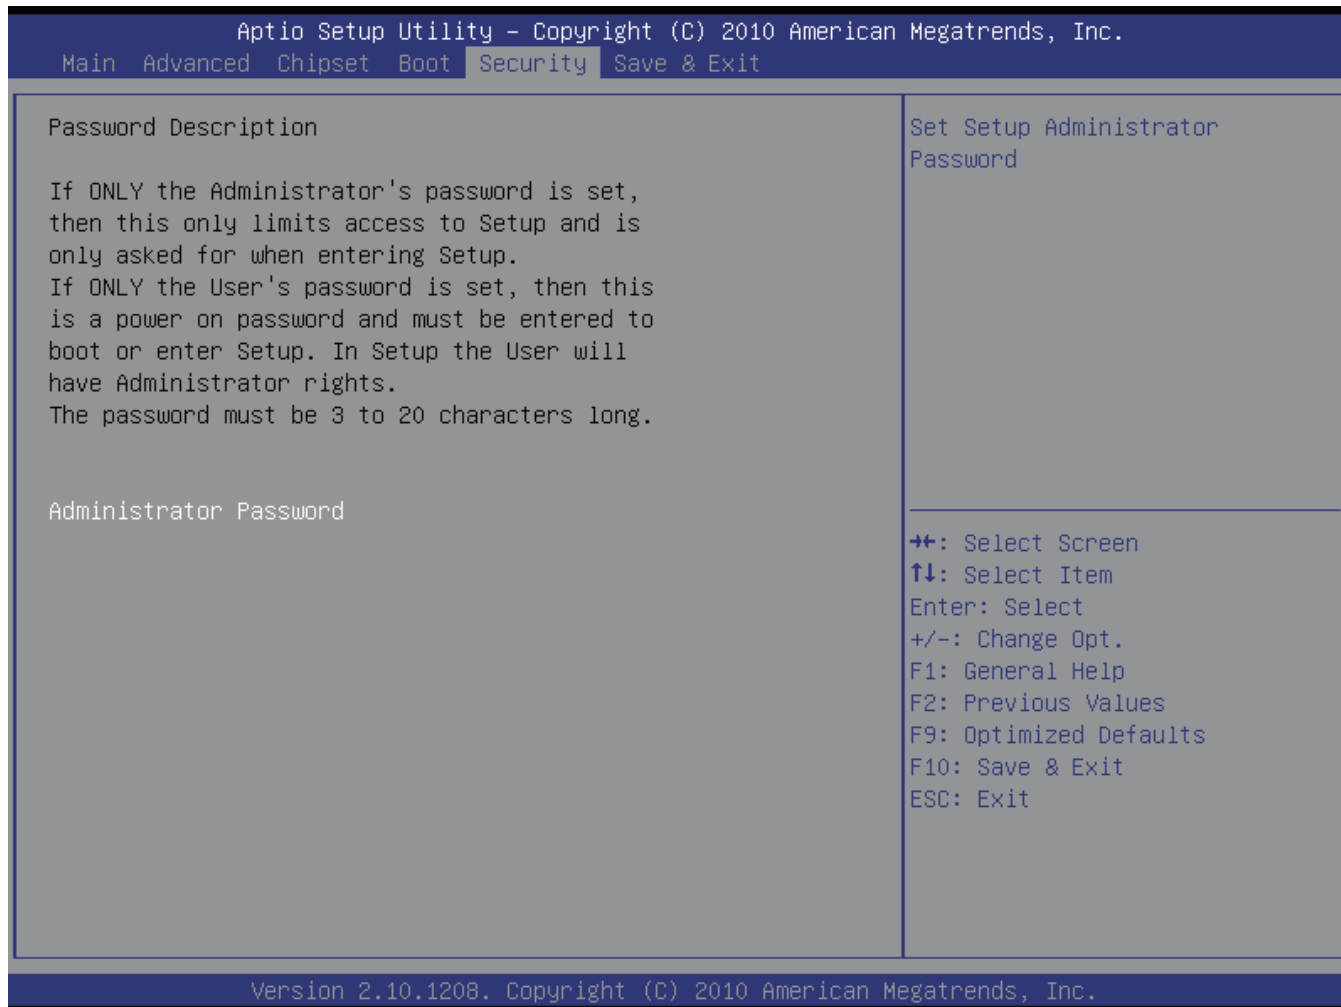 Aptio Setup Utility – Copyright (C) 2010 American Megatrends, Inc.
Main Advanced Chipset Boot Security Save & Exit
Password Description
If ONLY the Administrator's password is set,
then this only limits access to Setup and is
only asked for when entering Setup.
If ONLY the User's password is set, then this
is a power on password and must be entered to
boot or enter Setup. In Setup the User will
have Administrator rights.
The password must be 3 to 20 characters long.
Administrator Password
Set Setup Administrator
Password
→←: Select Screen
↑↓: Select Item
Enter: Select
+/-: Change Opt.
F1: General Help
F2: Previous Values
F9: Optimized Defaults
F10: Save & Exit
ESC: Exit
Version 2.10.1208. Copyright (C) 2010 American Megatrends, Inc.